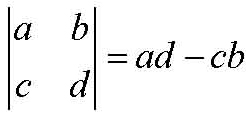 |a b|
|c d| = ad − cb